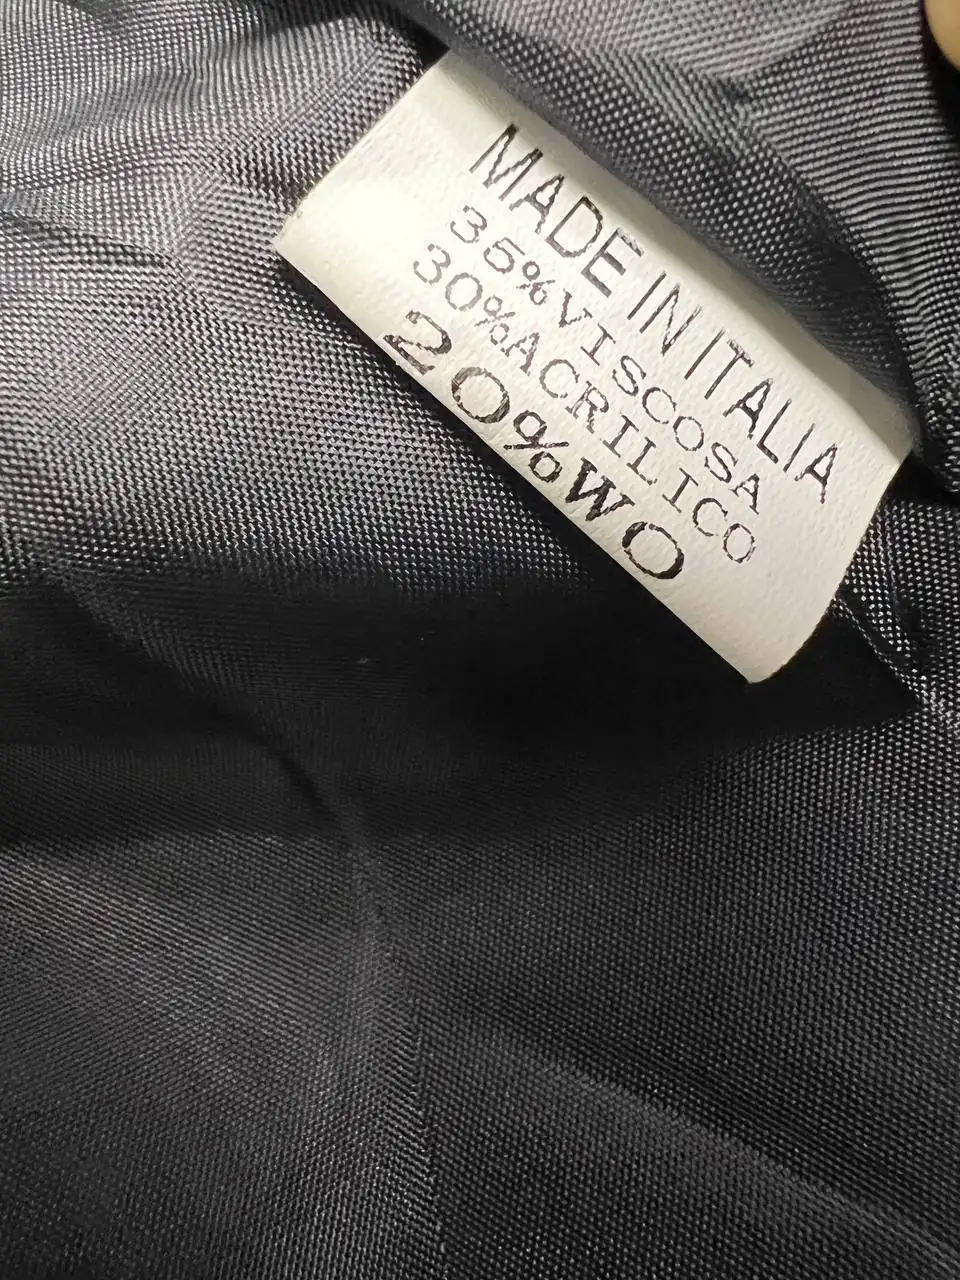 MADE IN ITALIA
35%VISCOSA
30%ACRILICO
20%WO